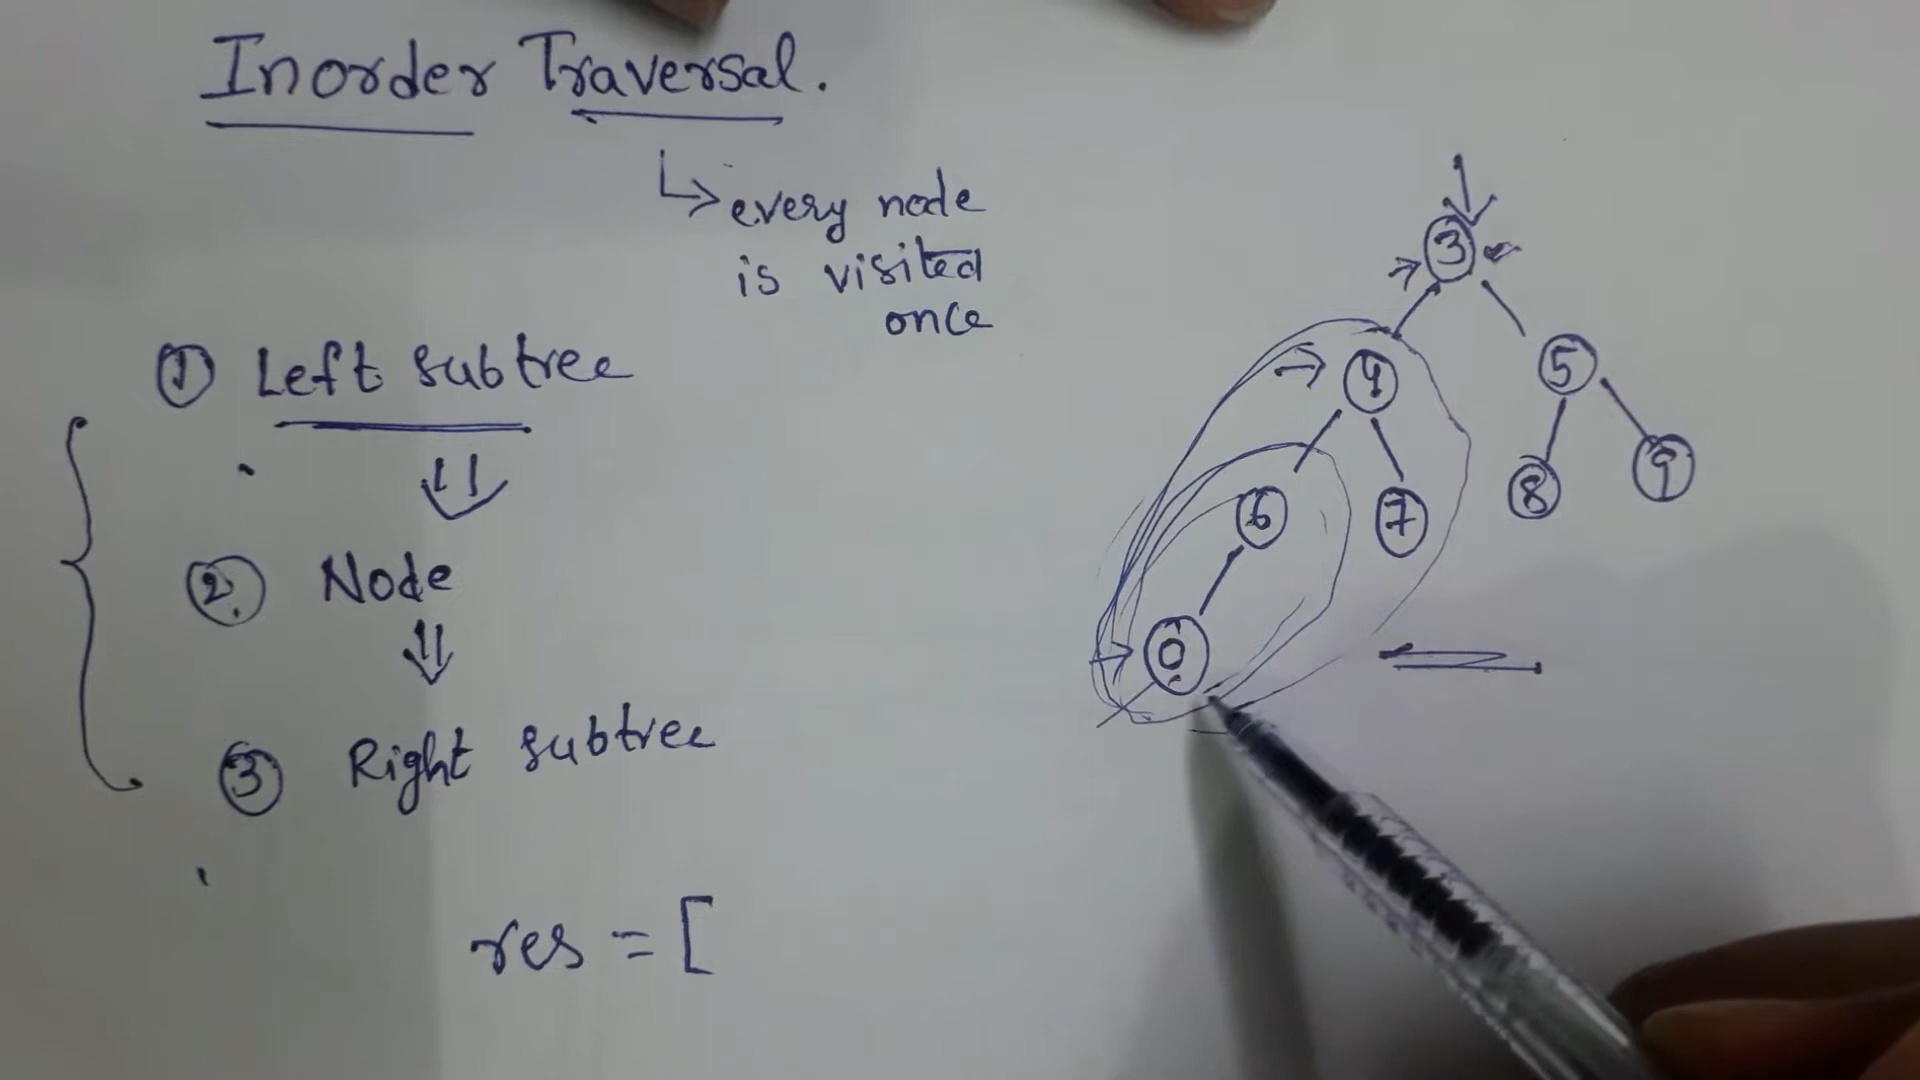 Inorder Traversal.
every node
is visited
once
1 Left subtree
2. Node
3 Right subtree
res = [
3
4
5
6
7
8
9
0